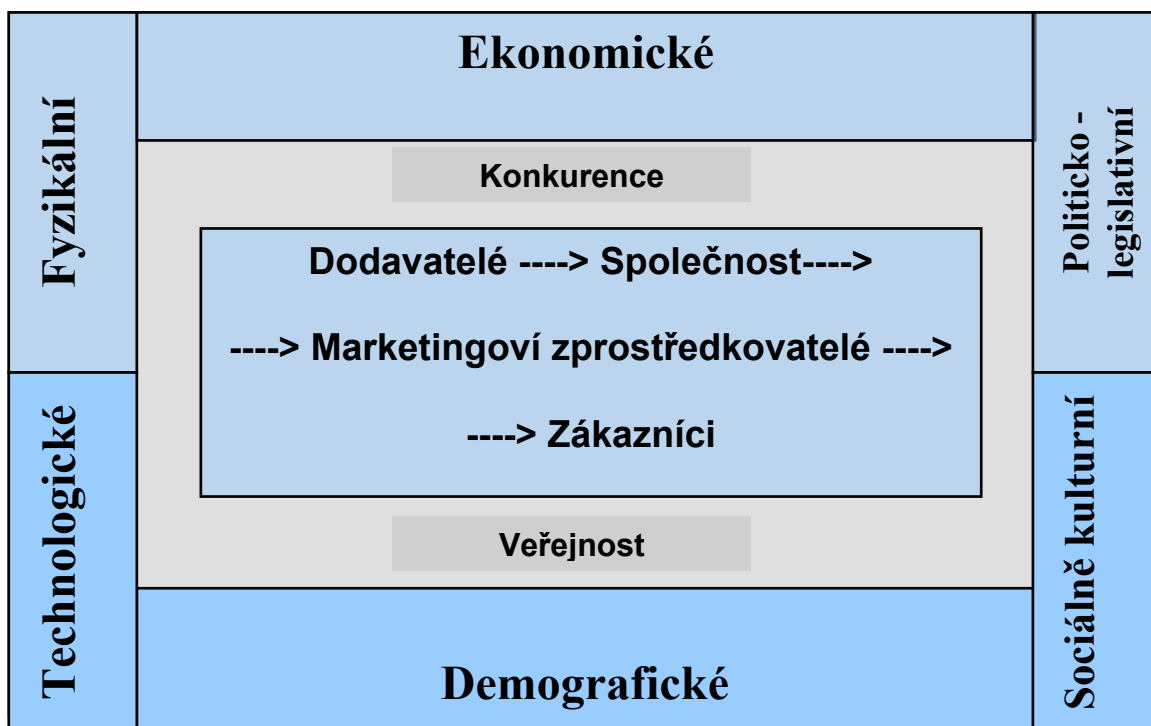 Ekonomické
Fyzikální
Politicko -
legislativní
Konkurence
Dodavatelé ----> Společnost---->
----> Marketingoví zprostředkovatelé ---->
----> Zákazníci
Veřejnost
Technologické
Sociálně kulturní
Demografické